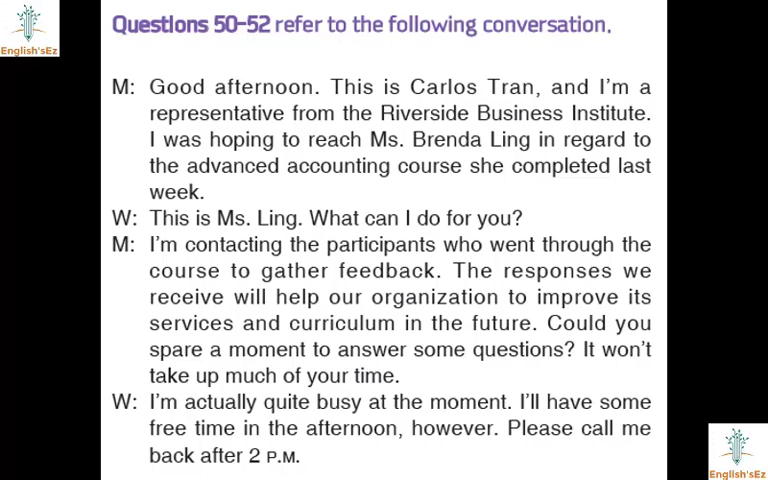 English'sEz
Questions 50-52 refer to the following conversation.
M: Good afternoon. This is Carlos Tran, and I'm a
representative from the Riverside Business Institute.
I was hoping to reach Ms. Brenda Ling in regard to
the advanced accounting course she completed last
week.
W: This is Ms. Ling. What can I do for you?
M: I'm contacting the participants who went through the
course to gather feedback. The responses we
receive will help our organization to improve its
services and curriculum in the future. Could you
spare a moment to answer some questions? It won't
take up much of your time.
W: I'm actually quite busy at the moment. I'll have some
free time in the afternoon, however. Please call me
back after 2 P.M.
English'sEz